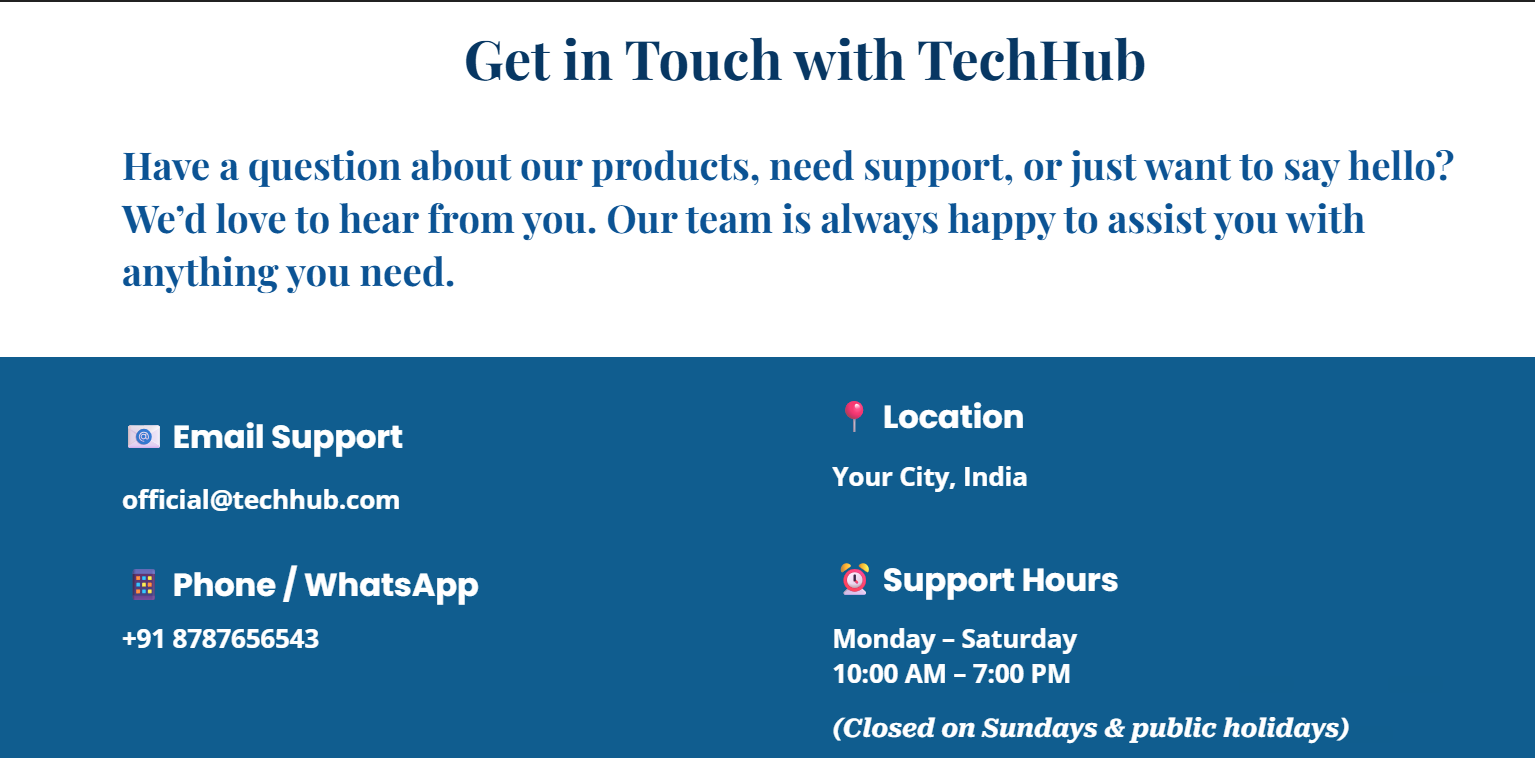 Get in Touch with TechHub
Have a question about our products, need support, or just want to say hello?
We’d love to hear from you. Our team is always happy to assist you with
anything you need.
Email Support
official@techhub.com
Phone / WhatsApp
+91 8787656543
Location
Your City, India
Support Hours
Monday – Saturday
10:00 AM – 7:00 PM
(Closed on Sundays & public holidays)